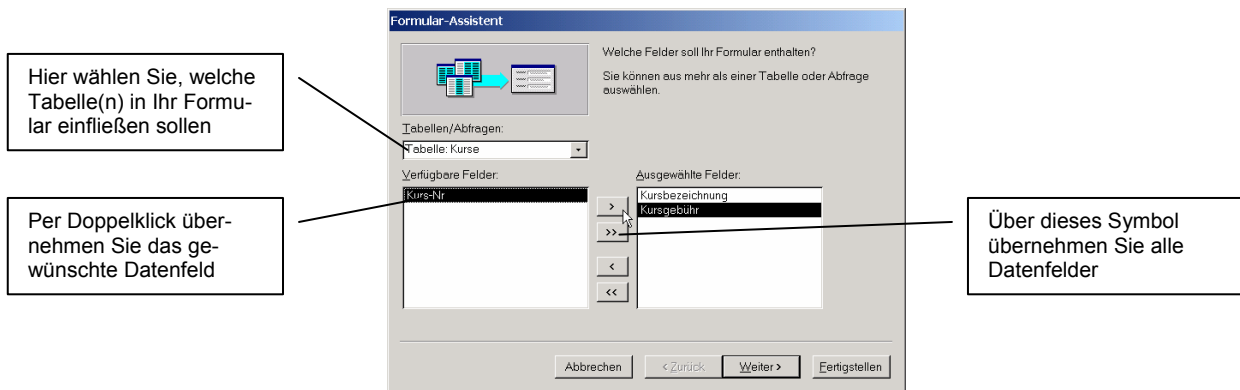 Formular-Assistent
Hier wählen Sie, welche
Tabelle(n) in Ihr Formu-
lar einfließen sollen
Welche Felder soll Ihr Formular enthalten?
Sie können aus mehr als einer Tabelle oder Abfrage
auswählen.
Tabellen/Abfragen:
Tabelle: Kurse
Verfügbare Felder:
Ausgewählte Felder:
Kurs-Nr
Kursbezeichnung
Kursgebühr
>
>>
<
<<
Per Doppelklick über-
nehmen Sie das ge-
wünschte Datenfeld
Über dieses Symbol
übernehmen Sie alle
Datenfelder
Abbrechen
< Zurück
Weiter >
Fertigstellen